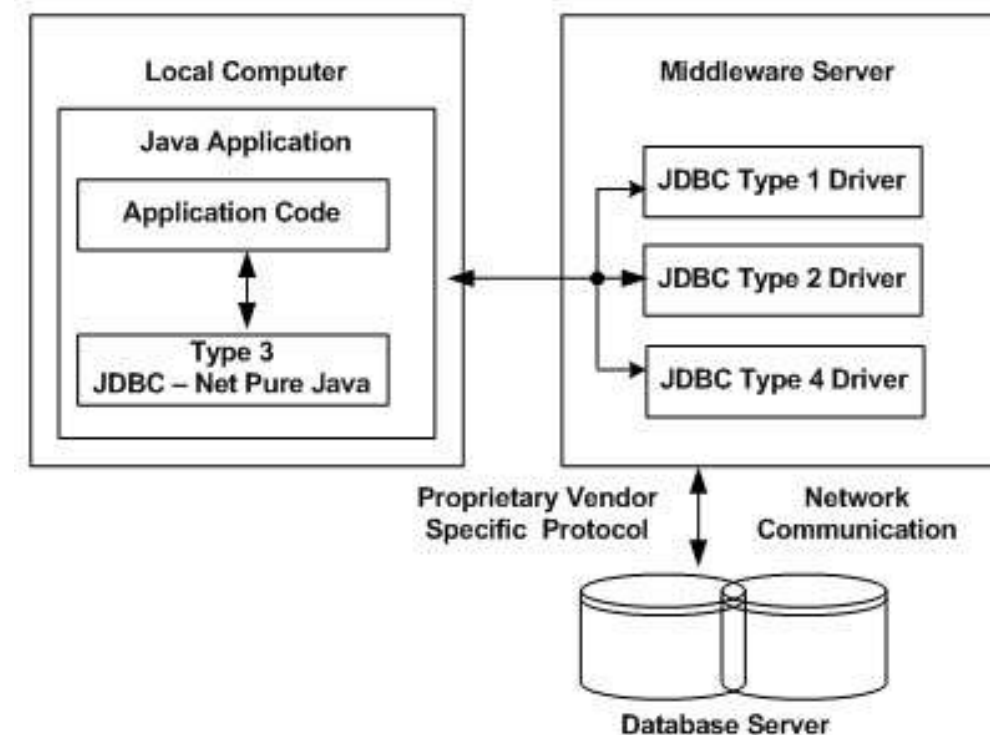 Local Computer
Java Application
Application Code
Type 3
JDBC – Net Pure Java
Middleware Server
JDBC Type 1 Driver
JDBC Type 2 Driver
JDBC Type 4 Driver
Proprietary Vendor
Specific Protocol
Network
Communication
Database Server